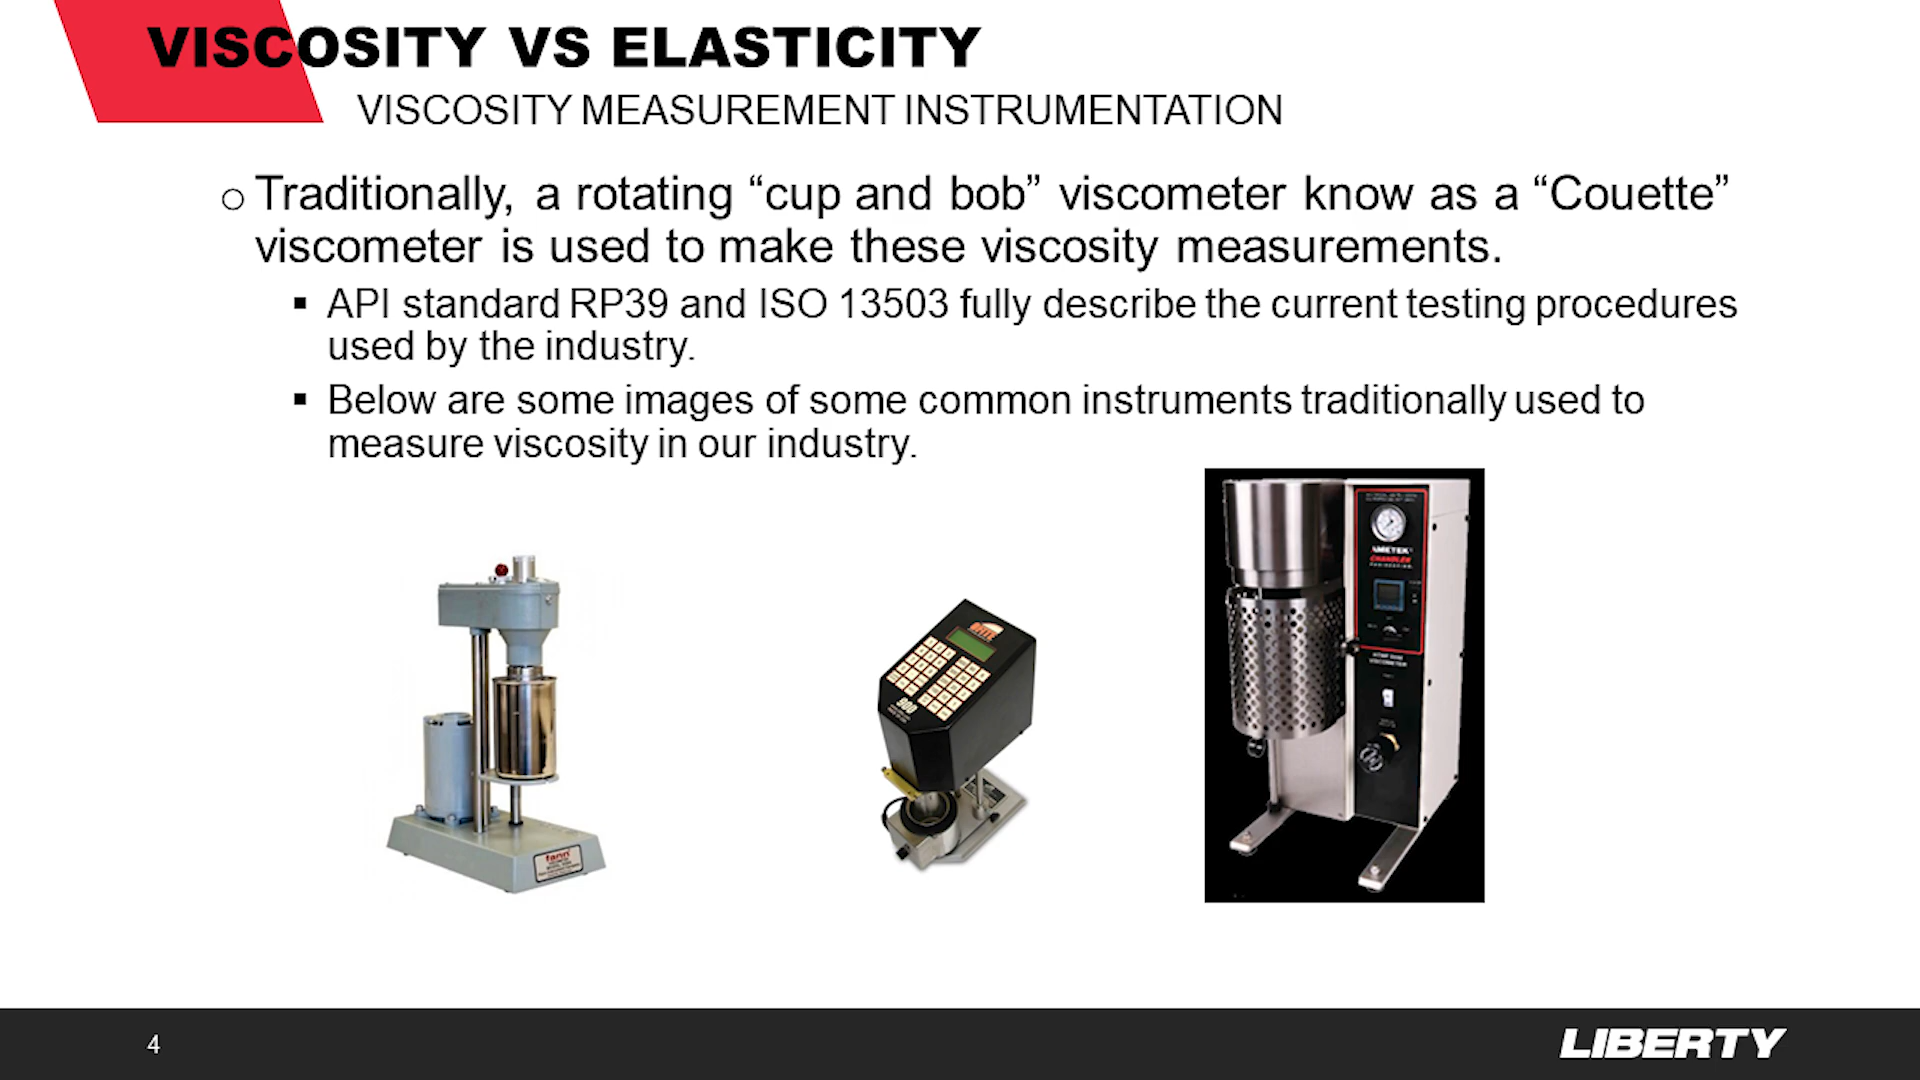 VISCOSITY VS ELASTICITY
VISCOSITY MEASUREMENT INSTRUMENTATION
o Traditionally, a rotating “cup and bob” viscometer know as a “Couette”
viscometer is used to make these viscosity measurements.
▪ API standard RP39 and ISO 13503 fully describe the current testing procedures
used by the industry.
▪ Below are some images of some common instruments traditionally used to
measure viscosity in our industry.
AMETEK
CHANDLER
ENGINEERING
VISCOMETER
900
fann
4
LIBERTY